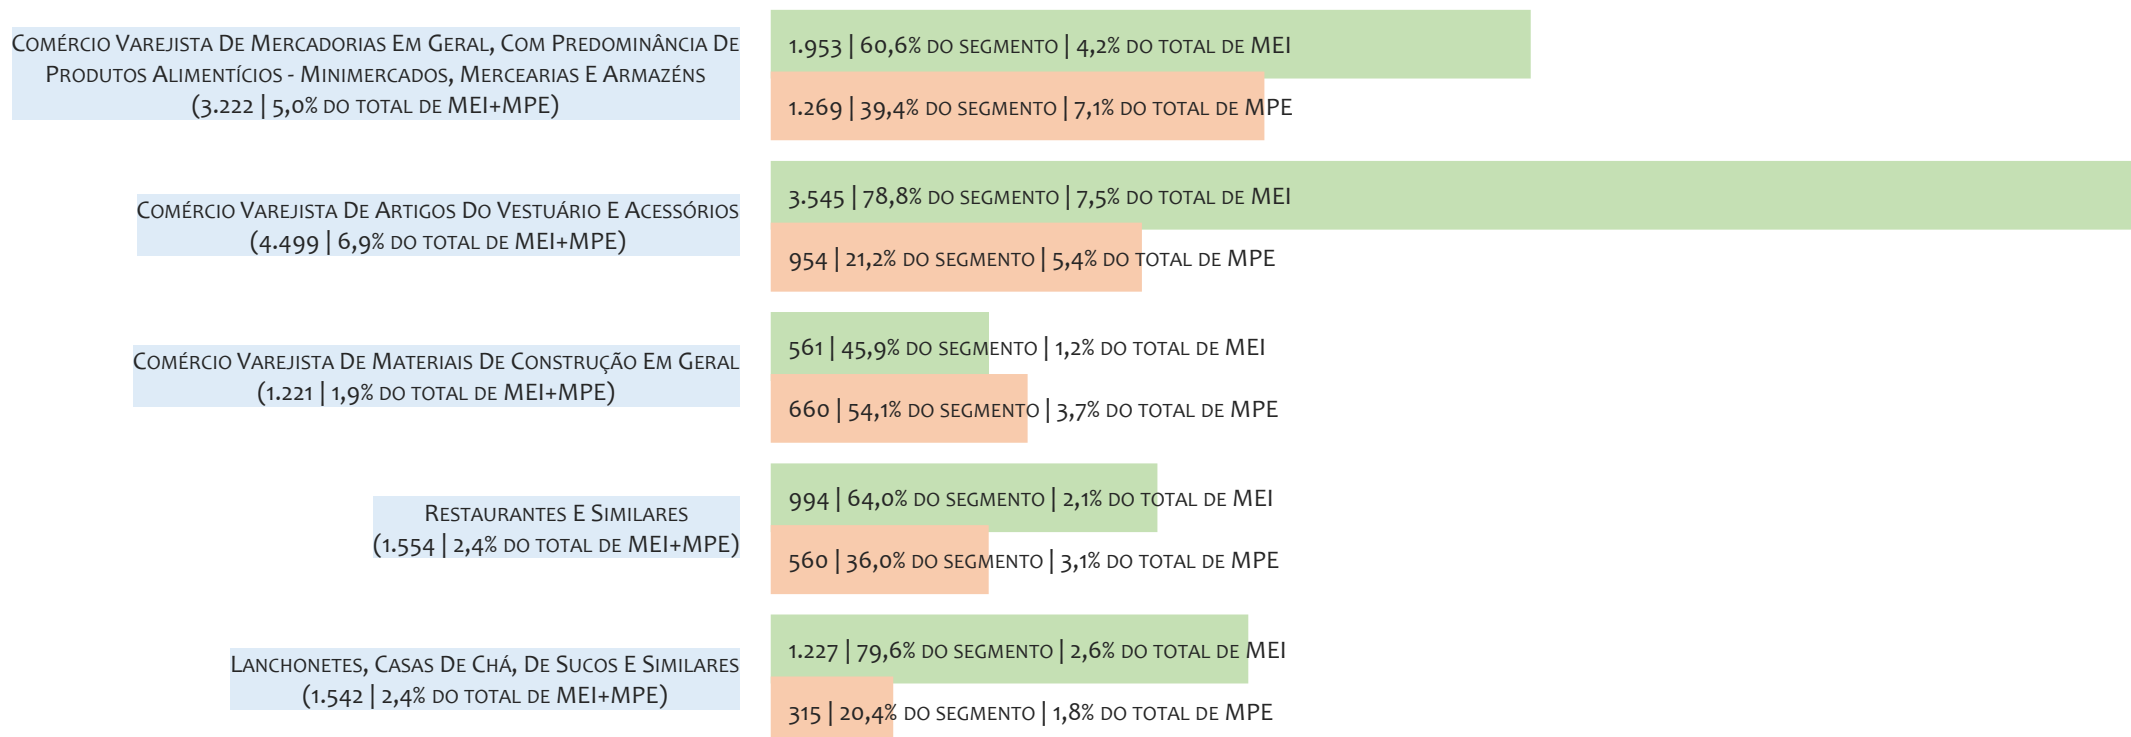 Comércio Varejista De Mercadorias Em Geral, Com Predominância De
Produtos Alimentícios - Minimercados, Mercearias E Armazéns
(3.222 | 5,0% do total de MEI+MPE)
1.953 | 60,6% do segmento | 4,2% do total de MEI
1.269 | 39,4% do segmento | 7,1% do total de MPE
Comércio Varejista De Artigos Do Vestuário E Acessórios
(4.499 | 6,9% do total de MEI+MPE)
3.545 | 78,8% do segmento | 7,5% do total de MEI
954 | 21,2% do segmento | 5,4% do total de MPE
Comércio Varejista De Materiais De Construção Em Geral
(1.221 | 1,9% do total de MEI+MPE)
561 | 45,9% do segmento | 1,2% do total de MEI
660 | 54,1% do segmento | 3,7% do total de MPE
Restaurantes E Similares
(1.554 | 2,4% do total de MEI+MPE)
994 | 64,0% do segmento | 2,1% do total de MEI
560 | 36,0% do segmento | 3,1% do total de MPE
Lanchonetes, Casas De Chá, De Sucos E Similares
(1.542 | 2,4% do total de MEI+MPE)
1.227 | 79,6% do segmento | 2,6% do total de MEI
315 | 20,4% do segmento | 1,8% do total de MPE